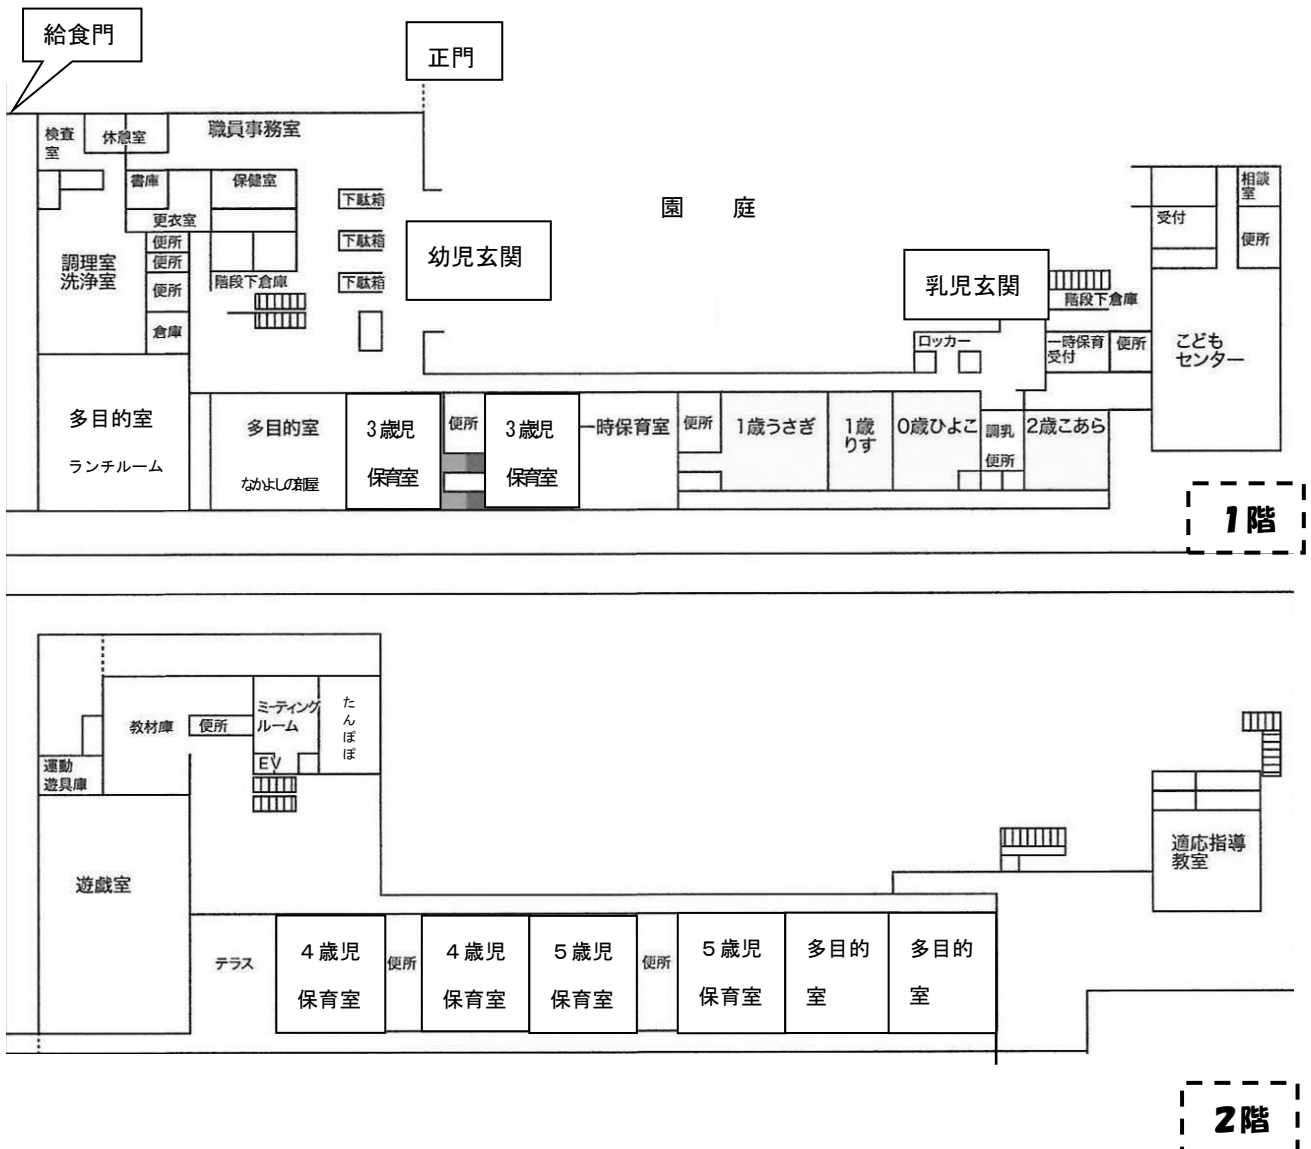 給食門
正門
検査
室
休憩室
職員事務室
書庫
保健室
更衣室
便所
便所
便所
倉庫
調理室
洗浄室
階段下倉庫
下駄箱
下駄箱
下駄箱
幼児玄関
園　庭
乳児玄関
階段下倉庫
受付
相談
室
便所
ロッカー
一時保育
受付
便所
こども
センター
多目的室
ランチルーム
多目的室
なかよしの部屋
3歳児
保育室
便所
3歳児
保育室
一時保育室
便所
1歳うさぎ
1歳
りす
0歳ひよこ
調乳
便所
2歳こあら
1階
教材庫
便所
ミーティング
ルーム
EV
たんぽぽ
運動
遊具庫
遊戯室
テラス
４歳児
保育室
便所
４歳児
保育室
５歳児
保育室
便所
５歳児
保育室
多目的
室
多目的
室
適応指導
教室
2階